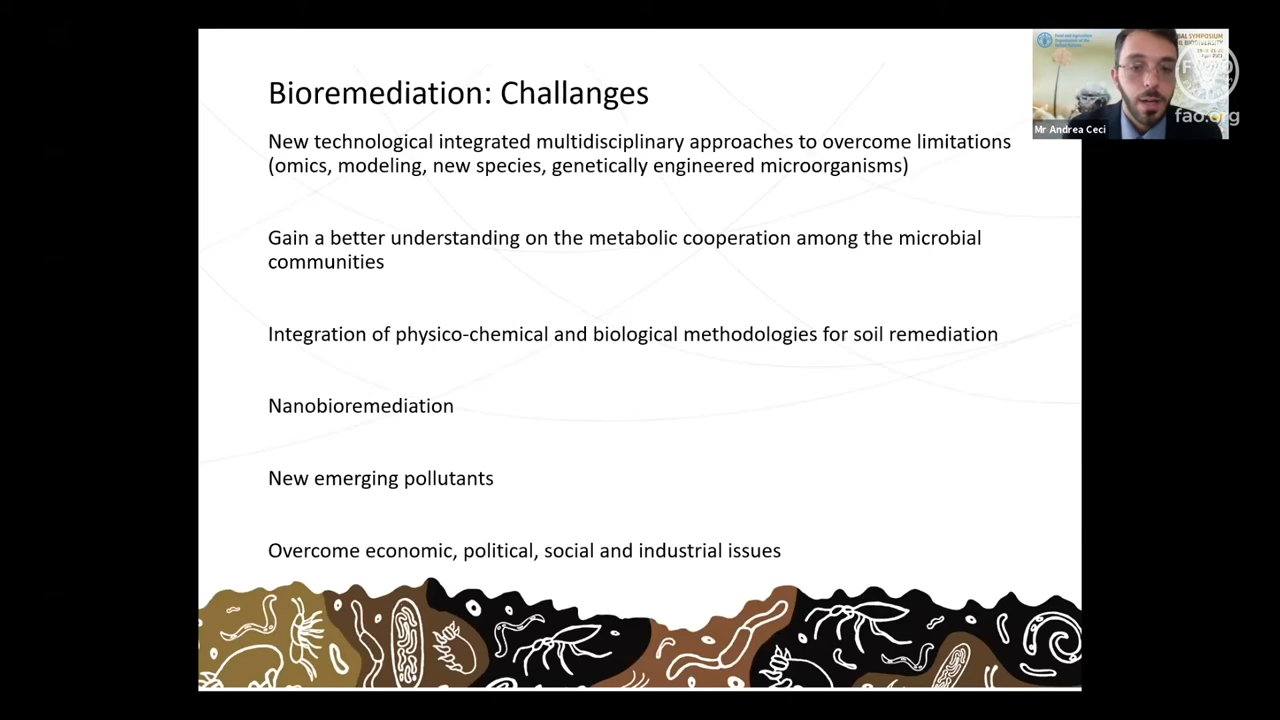 Bioremediation: Challanges
New technological integrated multidisciplinary approaches to overcome limitations
(omics, modeling, new species, genetically engineered microorganisms)
Gain a better understanding on the metabolic cooperation among the microbial
communities
Integration of physico-chemical and biological methodologies for soil remediation
Nanobioremediation
New emerging pollutants
Overcome economic, political, social and industrial issues
Mr Andrea Ceci
fao.org